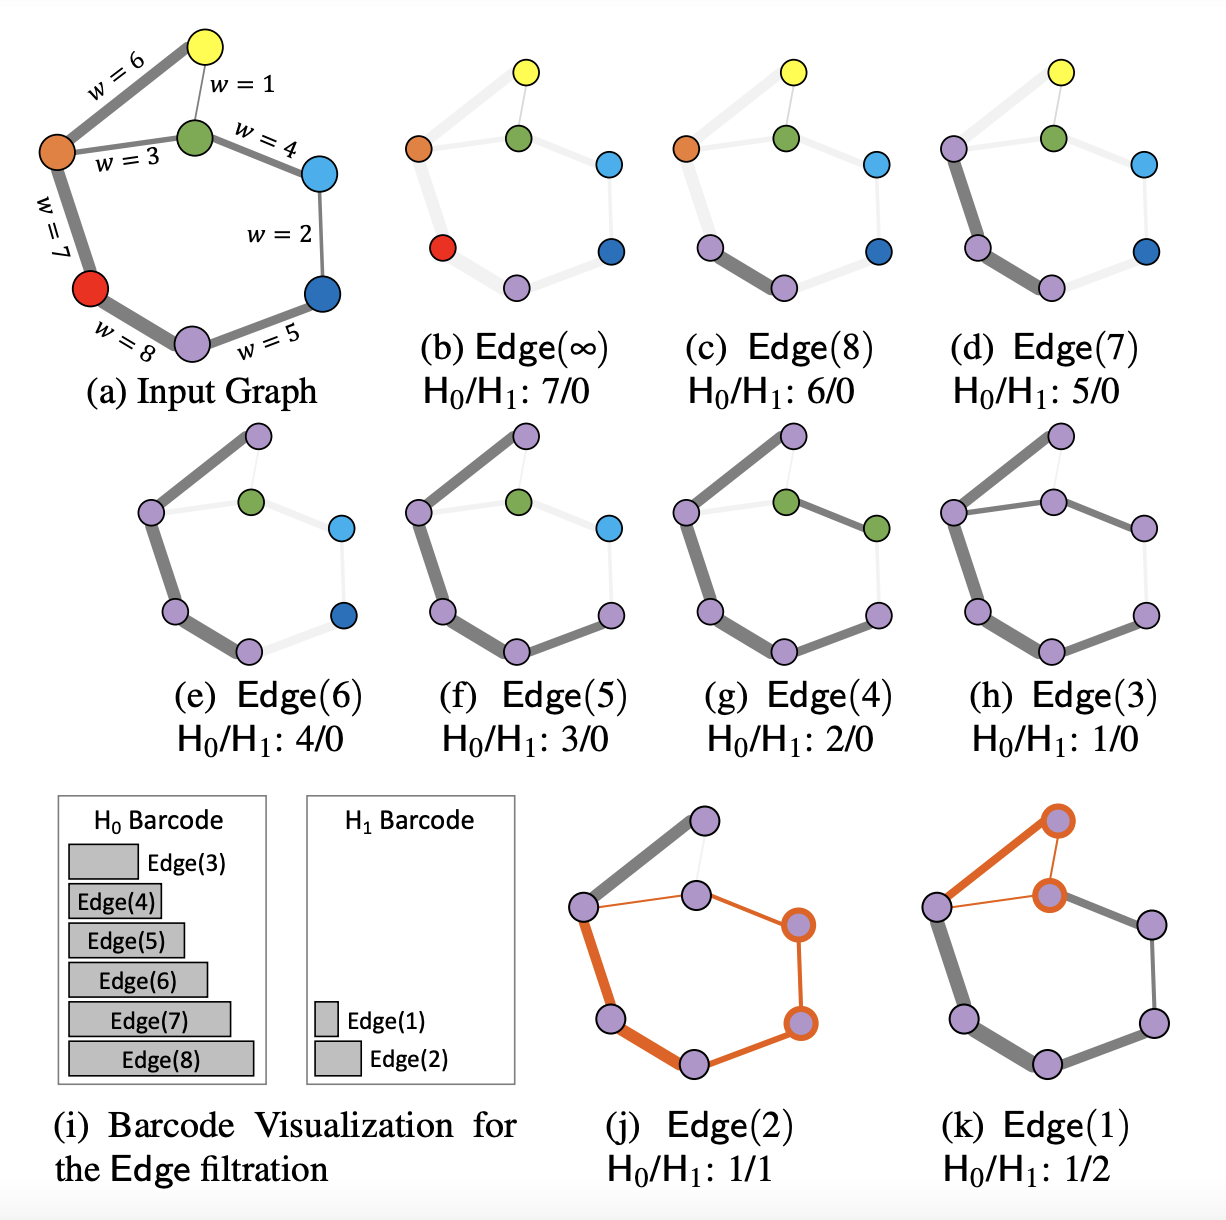 w = 6
w = 1
w = 4
w = 3
w = 7
w = 2
w = 8
w = 5
(a) Input Graph
(b) Edge(∞)
H₀/H₁: 7/0
(c) Edge(8)
H₀/H₁: 6/0
(d) Edge(7)
H₀/H₁: 5/0
(e) Edge(6)
H₀/H₁: 4/0
(f) Edge(5)
H₀/H₁: 3/0
(g) Edge(4)
H₀/H₁: 2/0
(h) Edge(3)
H₀/H₁: 1/0
H₀ Barcode
Edge(3)
Edge(4)
Edge(5)
Edge(6)
Edge(7)
Edge(8)
H₁ Barcode
Edge(1)
Edge(2)
(i) Barcode Visualization for
the Edge filtration
(j) Edge(2)
H₀/H₁: 1/1
(k) Edge(1)
H₀/H₁: 1/2